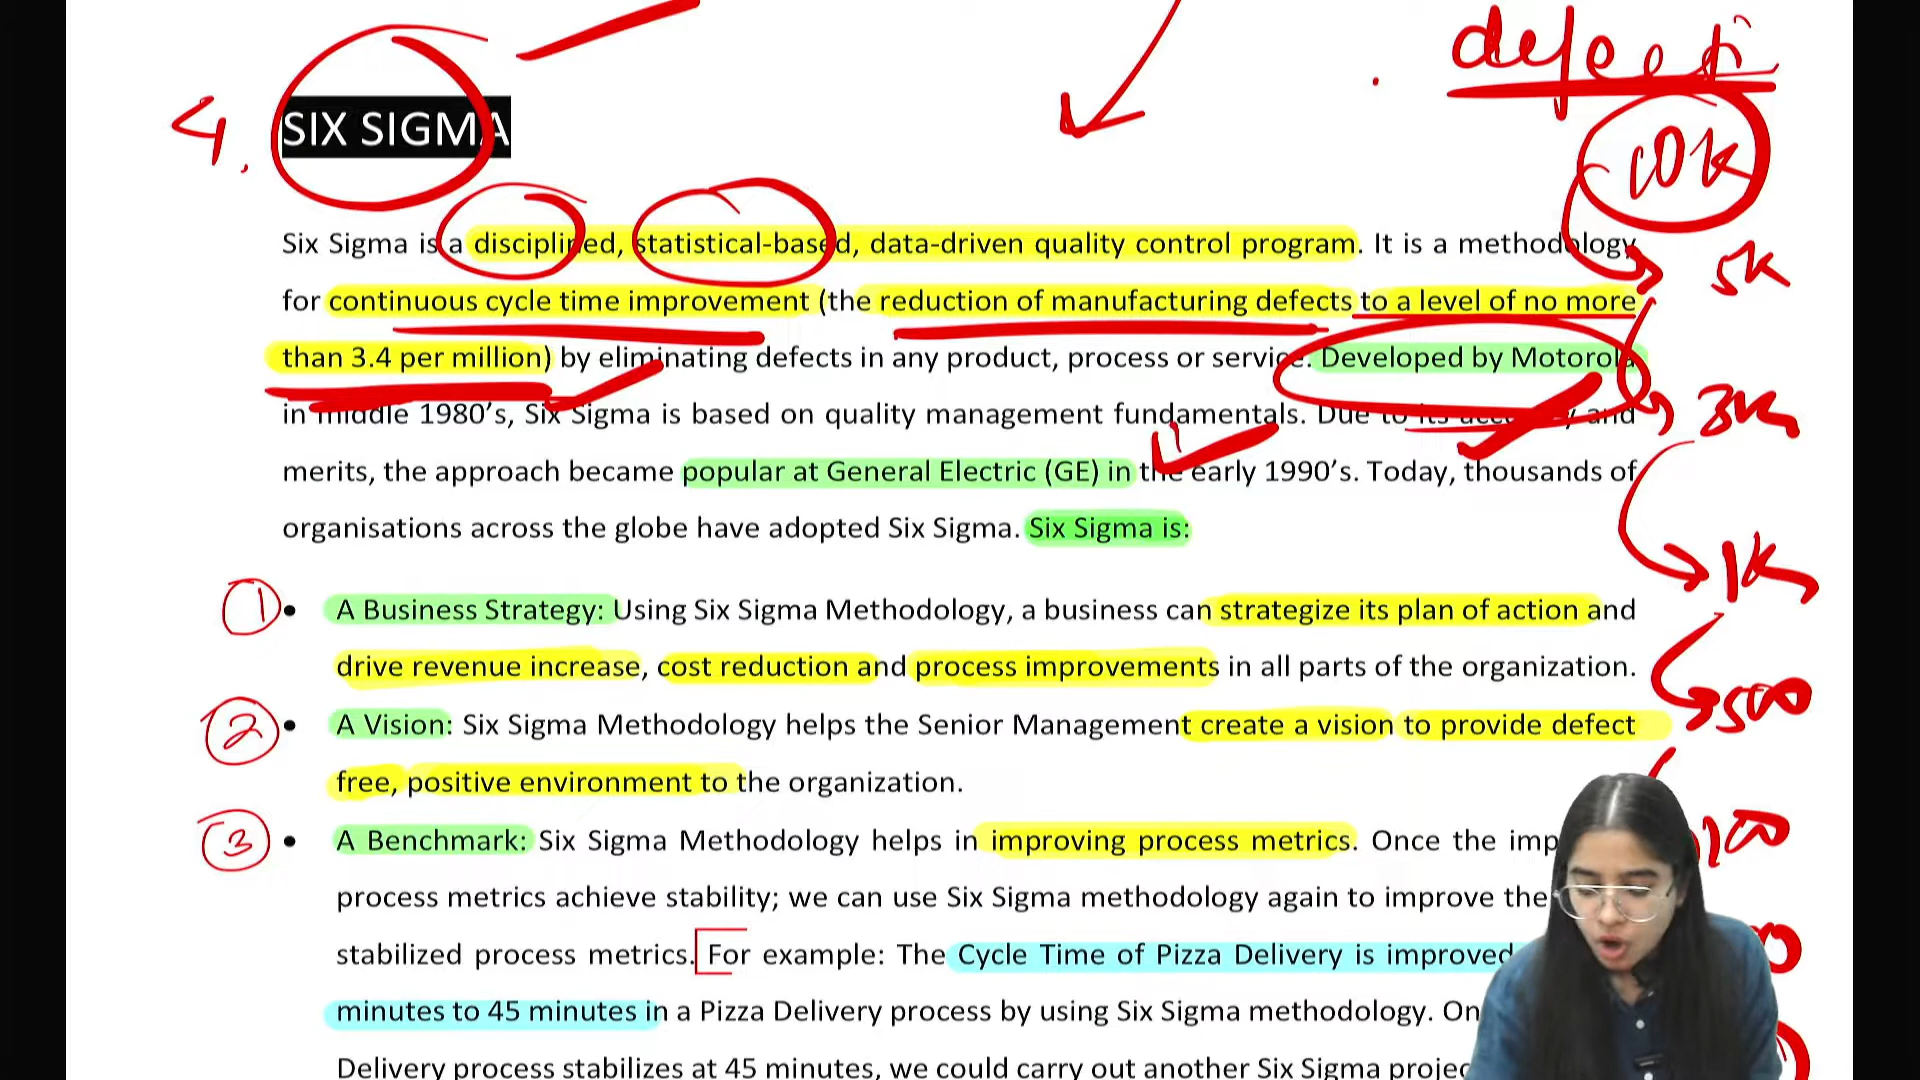 defects
4. SIX SIGMA
10k
Six Sigma is a disciplined, statistical-based, data-driven quality control program. It is a methodology
5k
for continuous cycle time improvement (the reduction of manufacturing defects to a level of no more
than 3.4 per million) by eliminating defects in any product, process or service. Developed by Motorola
3k
in middle 1980’s, Six Sigma is based on quality management fundamentals. Due to its accuracy and
merits, the approach became popular at General Electric (GE) in the early 1990’s. Today, thousands of
organisations across the globe have adopted Six Sigma. Six Sigma is:
1k
1 • A Business Strategy: Using Six Sigma Methodology, a business can strategize its plan of action and
drive revenue increase, cost reduction and process improvements in all parts of the organization.
500
2 • A Vision: Six Sigma Methodology helps the Senior Management create a vision to provide defect
free, positive environment to the organization.
100
3 • A Benchmark: Six Sigma Methodology helps in improving process metrics. Once the imp
process metrics achieve stability; we can use Six Sigma methodology again to improve the
stabilized process metrics. For example: The Cycle Time of Pizza Delivery is improved
minutes to 45 minutes in a Pizza Delivery process by using Six Sigma methodology. On
Delivery process stabilizes at 45 minutes, we could carry out another Six Sigma projec